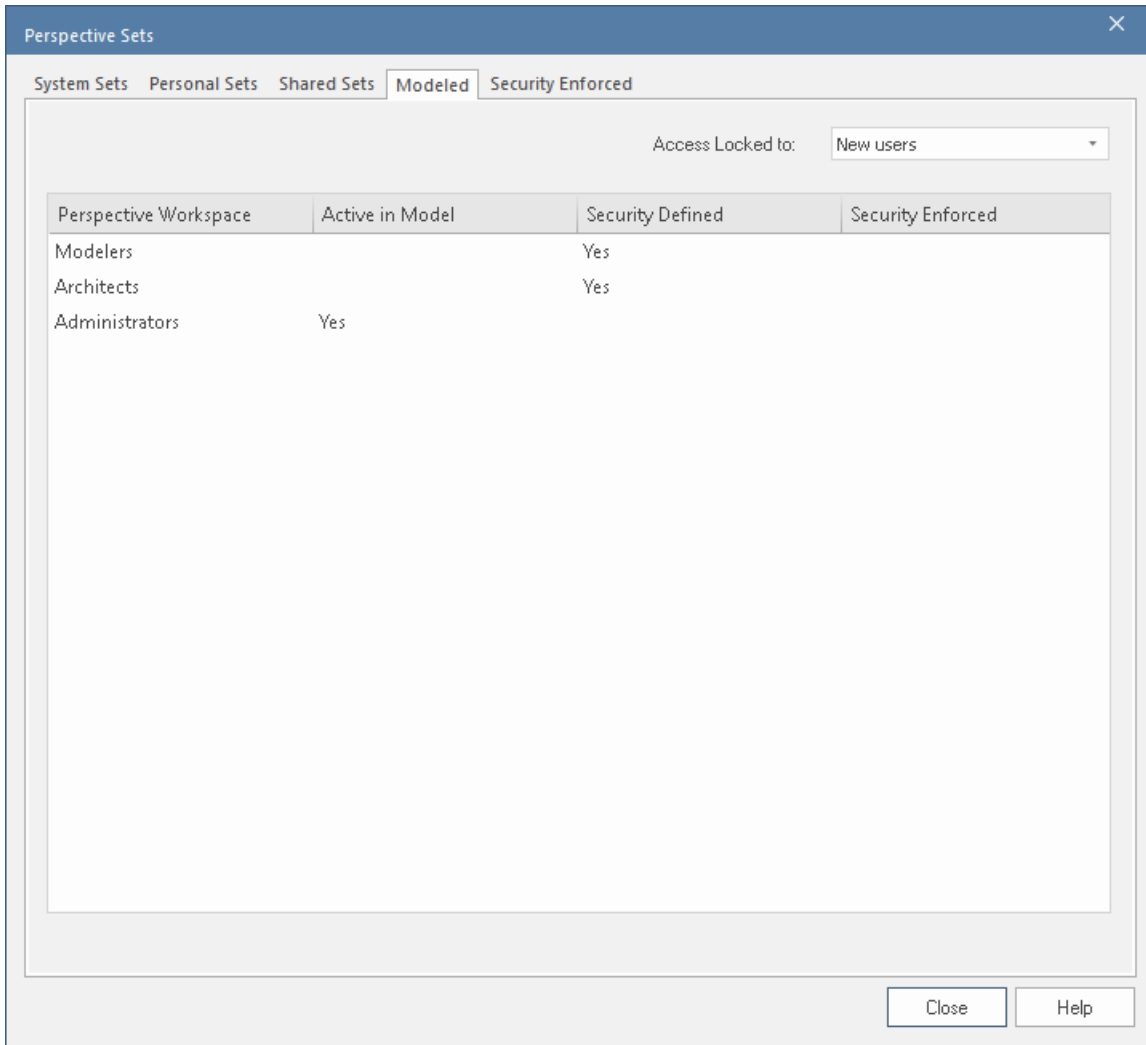 Perspective Sets
System Sets Personal Sets Shared Sets Modeled Security Enforced
Access Locked to: New users
Perspective Workspace Active in Model Security Defined Security Enforced
Modelers Yes
Architects Yes
Administrators Yes
Close Help